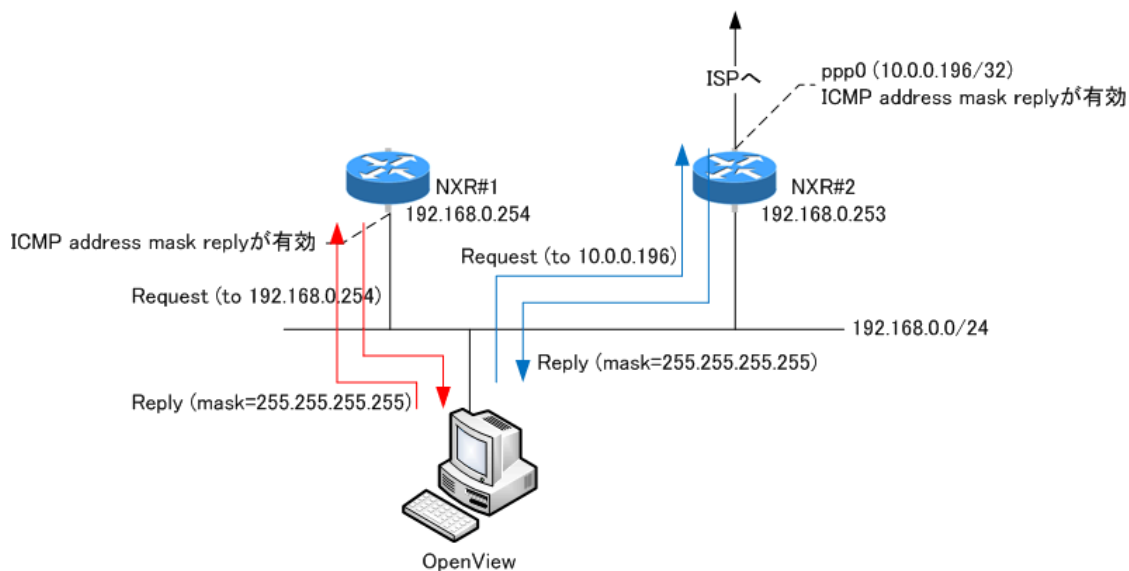 ISPへ
ppp0 (10.0.0.196/32)
ICMP address mask replyが有効
NXR#1
192.168.0.254
NXR#2
192.168.0.253
ICMP address mask replyが有効
Request (to 10.0.0.196)
Request (to 192.168.0.254)
192.168.0.0/24
Reply (mask=255.255.255.255)
Reply (mask=255.255.255.255)
OpenView